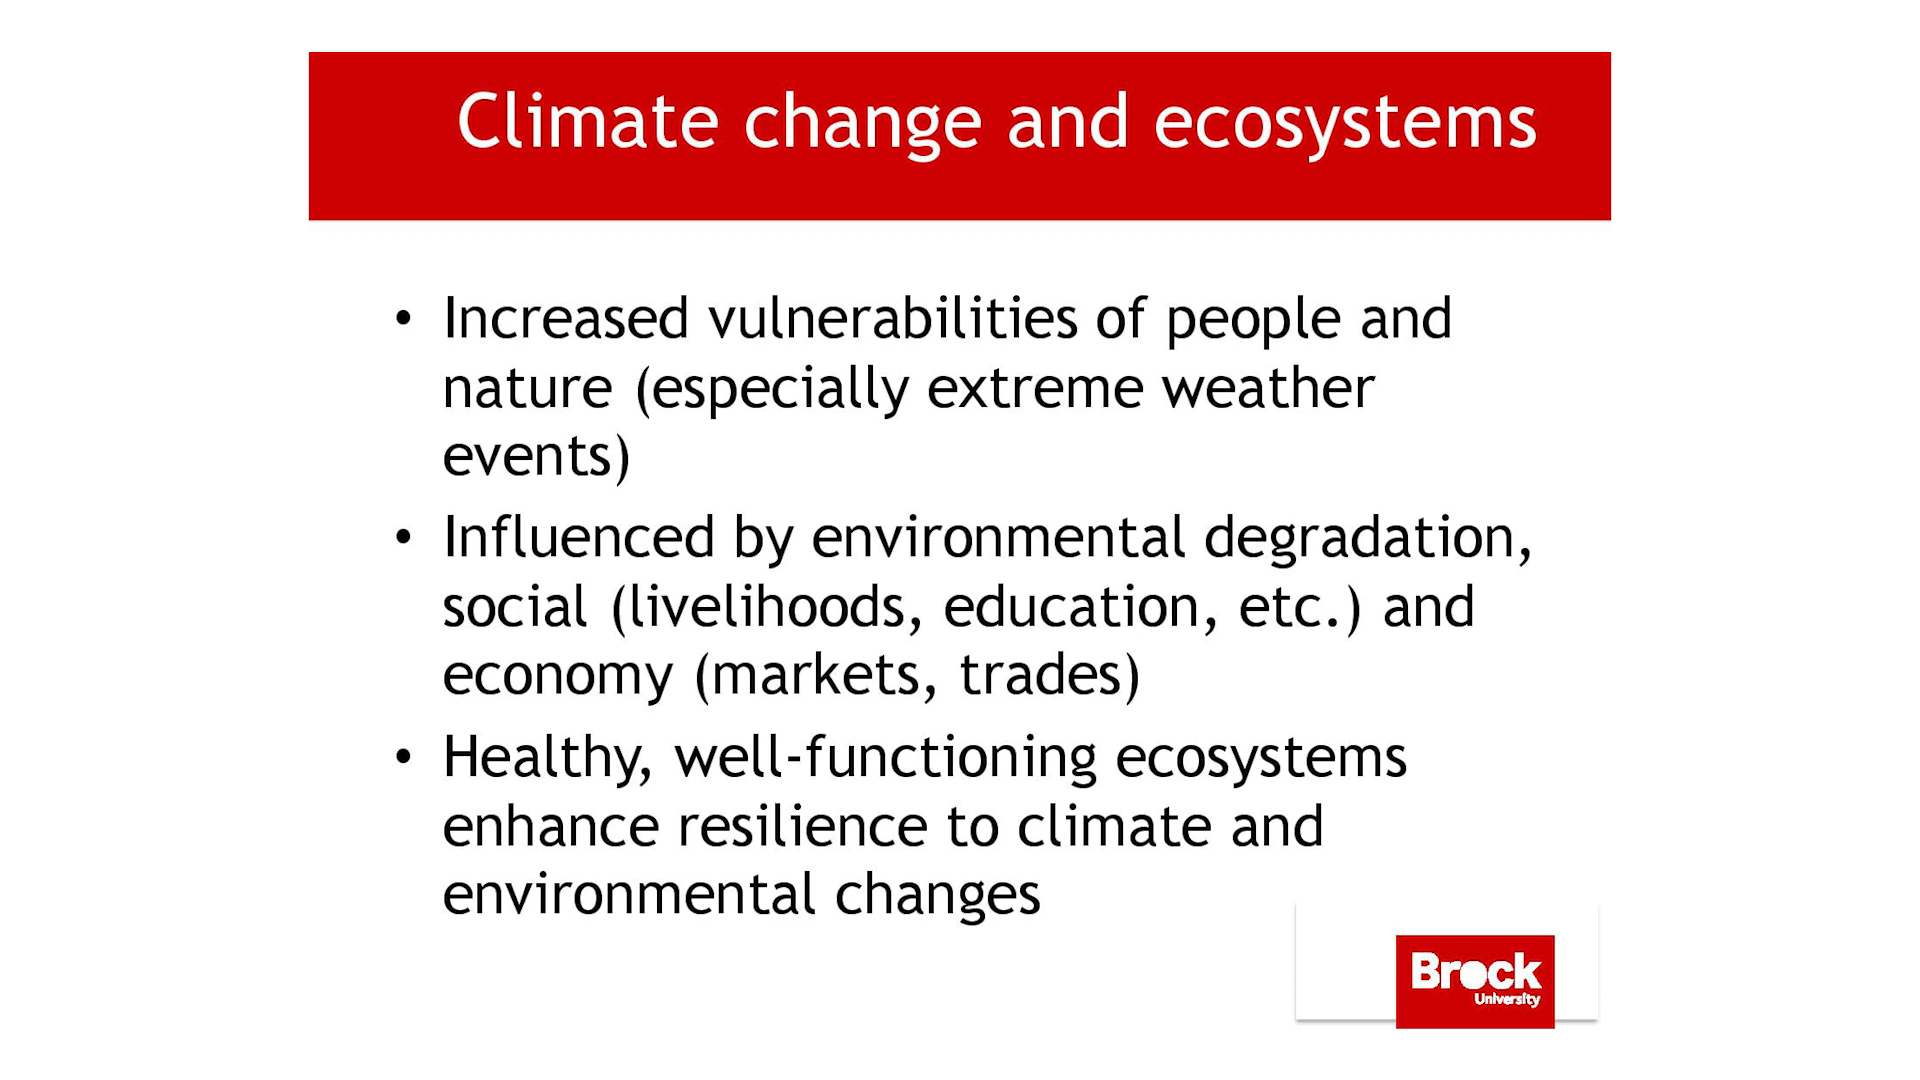 Climate change and ecosystems
• Increased vulnerabilities of people and
nature (especially extreme weather
events)
• Influenced by environmental degradation,
social (livelihoods, education, etc.) and
economy (markets, trades)
• Healthy, well-functioning ecosystems
enhance resilience to climate and
environmental changes
Brock
University